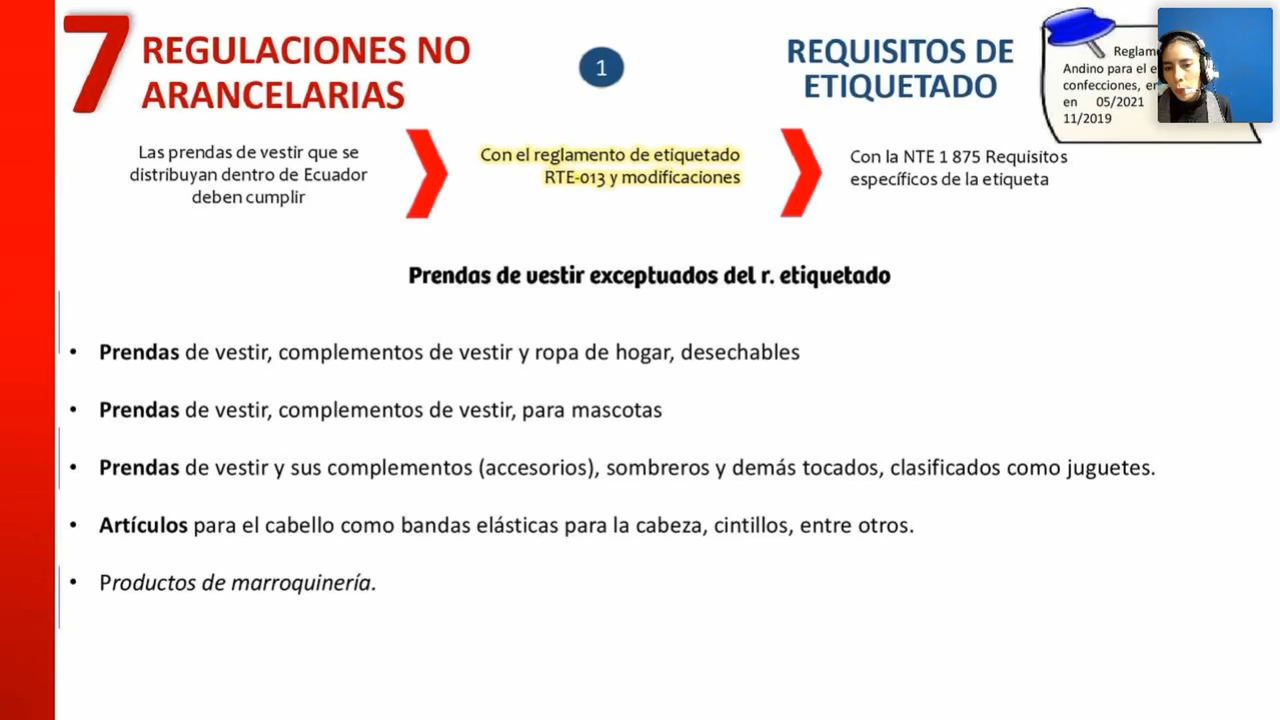 7
REGULACIONES NO
ARANCELARIAS
1
REQUISITOS DE
ETIQUETADO
Andino para el
confecciones,
en 05/2021
11/2019
Las prendas de vestir que se
distribuyan dentro de Ecuador
deben cumplir
Con el reglamento de etiquetado
RTE-013 y modificaciones
Con la NTE 1 875 Requisitos
específicos de la etiqueta
Prendas de vestir exceptuados del r. etiquetado
• Prendas de vestir, complementos de vestir y ropa de hogar, desechables
• Prendas de vestir, complementos de vestir, para mascotas
• Prendas de vestir y sus complementos (accesorios), sombreros y demás tocados, clasificados como juguetes.
• Artículos para el cabello como bandas elásticas para la cabeza, cintillos, entre otros.
• Productos de marroquinería.